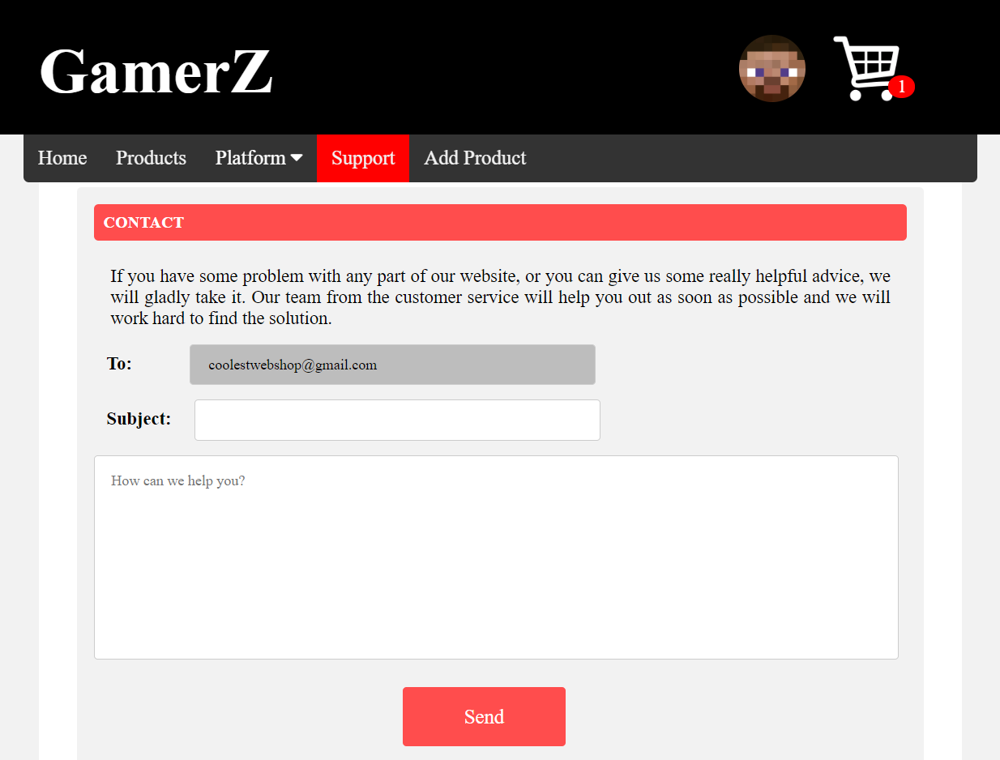 GamerZ
1
Home Products Platform Support Add Product
CONTACT
If you have some problem with any part of our website, or you can give us some really helpful advice, we
will gladly take it. Our team from the customer service will help you out as soon as possible and we will
work hard to find the solution.
To: coolestwebshop@gmail.com
Subject:
How can we help you?
Send